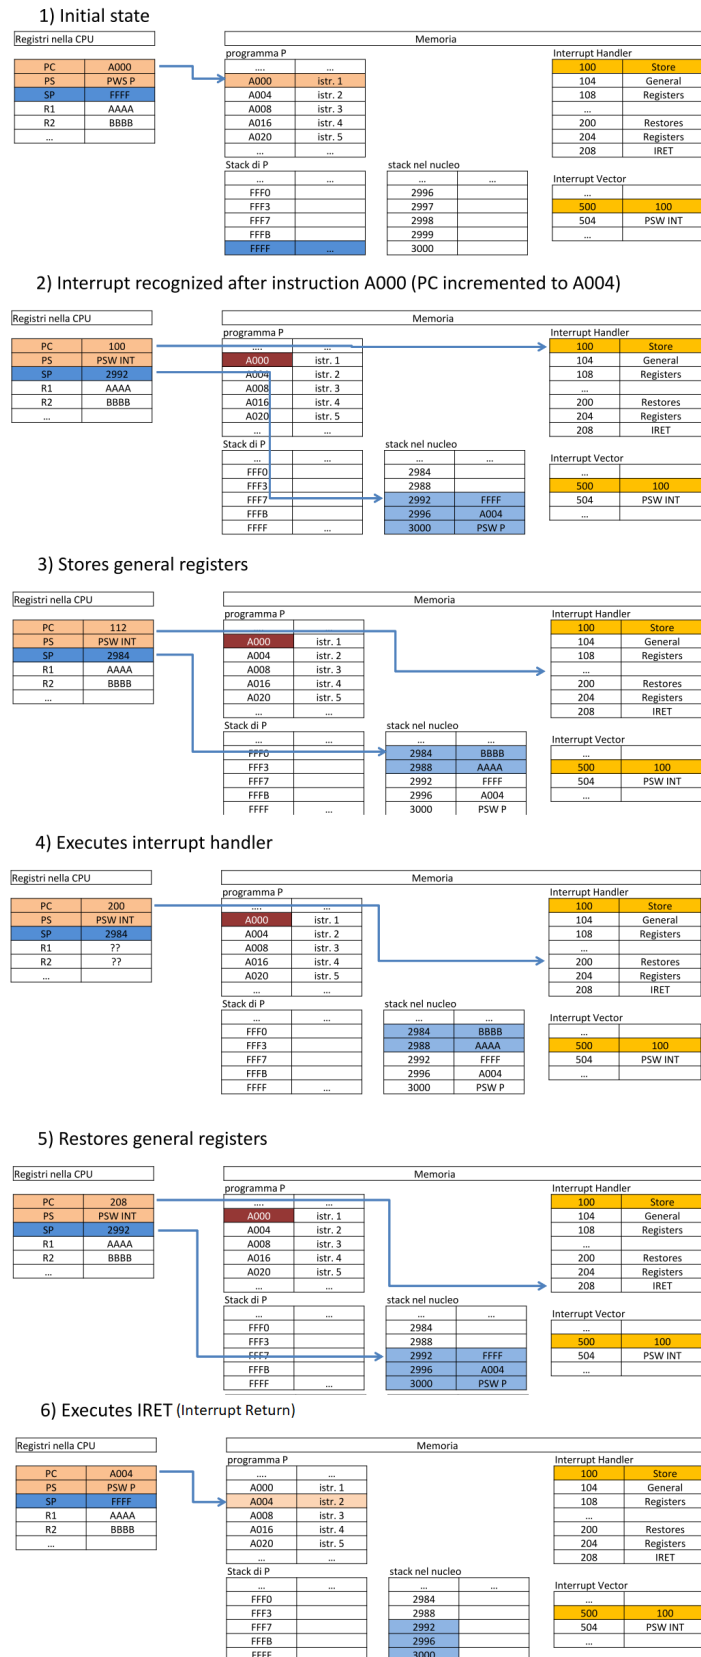 1) Initial state
Registri nella CPU
Memoria
programma P
Interrupt Handler
PC A000
.... ...
100 Store
PS PWS P
A000 istr. 1
104 General
SP FFFF
A004 istr. 2
108 Registers
R1 AAAA
A008 istr. 3
...
R2 BBBB
A016 istr. 4
200 Restores
...
A020 istr. 5
204 Registers
... ...
208 IRET
Stack di P
stack nel nucleo
... ...
... ...
Interrupt Vector
FFF0
2996
...
FFF3
2997
500 100
FFF7
2998
504 PSW INT
FFFB
2999
...
FFFF ...
3000
2) Interrupt recognized after instruction A000 (PC incremented to A004)
Registri nella CPU
Memoria
programma P
Interrupt Handler
PC 100
.... ...
100 Store
PS PSW INT
A000 istr. 1
104 General
SP 2992
A004 istr. 2
108 Registers
R1 AAAA
A008 istr. 3
...
R2 BBBB
A016 istr. 4
200 Restores
...
A020 istr. 5
204 Registers
... ...
208 IRET
Stack di P
stack nel nucleo
... ...
... ...
Interrupt Vector
FFF0
2984
...
FFF3
2988
500 100
FFF7
2992 FFFF
504 PSW INT
FFFB
2996 A004
...
FFFF ...
3000 PSW P
3) Stores general registers
Registri nella CPU
Memoria
programma P
Interrupt Handler
PC 112
.... ...
100 Store
PS PSW INT
A000 istr. 1
104 General
SP 2984
A004 istr. 2
108 Registers
R1 AAAA
A008 istr. 3
...
R2 BBBB
A016 istr. 4
200 Restores
...
A020 istr. 5
204 Registers
... ...
208 IRET
Stack di P
stack nel nucleo
... ...
... ...
Interrupt Vector
FFF0
2984 BBBB
...
FFF3
2988 AAAA
500 100
FFF7
2992 FFFF
504 PSW INT
FFFB
2996 A004
...
FFFF ...
3000 PSW P
4) Executes interrupt handler
Registri nella CPU
Memoria
programma P
Interrupt Handler
PC 200
.... ...
100 Store
PS PSW INT
A000 istr. 1
104 General
SP 2984
A004 istr. 2
108 Registers
R1 ??
A008 istr. 3
...
R2 ??
A016 istr. 4
200 Restores
...
A020 istr. 5
204 Registers
... ...
208 IRET
Stack di P
stack nel nucleo
... ...
... ...
Interrupt Vector
FFF0
2984 BBBB
...
FFF3
2988 AAAA
500 100
FFF7
2992 FFFF
504 PSW INT
FFFB
2996 A004
...
FFFF ...
3000 PSW P
5) Restores general registers
Registri nella CPU
Memoria
programma P
Interrupt Handler
PC 208
.... ...
100 Store
PS PSW INT
A000 istr. 1
104 General
SP 2992
A004 istr. 2
108 Registers
R1 AAAA
A008 istr. 3
...
R2 BBBB
A016 istr. 4
200 Restores
...
A020 istr. 5
204 Registers
... ...
208 IRET
Stack di P
stack nel nucleo
... ...
... ...
Interrupt Vector
FFF0
2984
...
FFF3
2988
500 100
FFF7
2992 FFFF
504 PSW INT
FFFB
2996 A004
...
FFFF ...
3000 PSW P
6) Executes IRET (Interrupt Return)
Registri nella CPU
Memoria
programma P
Interrupt Handler
PC A004
.... ...
100 Store
PS PSW P
A000 istr. 1
104 General
SP FFFF
A004 istr. 2
108 Registers
R1 AAAA
A008 istr. 3
...
R2 BBBB
A016 istr. 4
200 Restores
...
A020 istr. 5
204 Registers
... ...
208 IRET
Stack di P
stack nel nucleo
... ...
... ...
Interrupt Vector
FFF0
2984
...
FFF3
2988
500 100
FFF7
2992
504 PSW INT
FFFB
2996
...
FFFF
3000